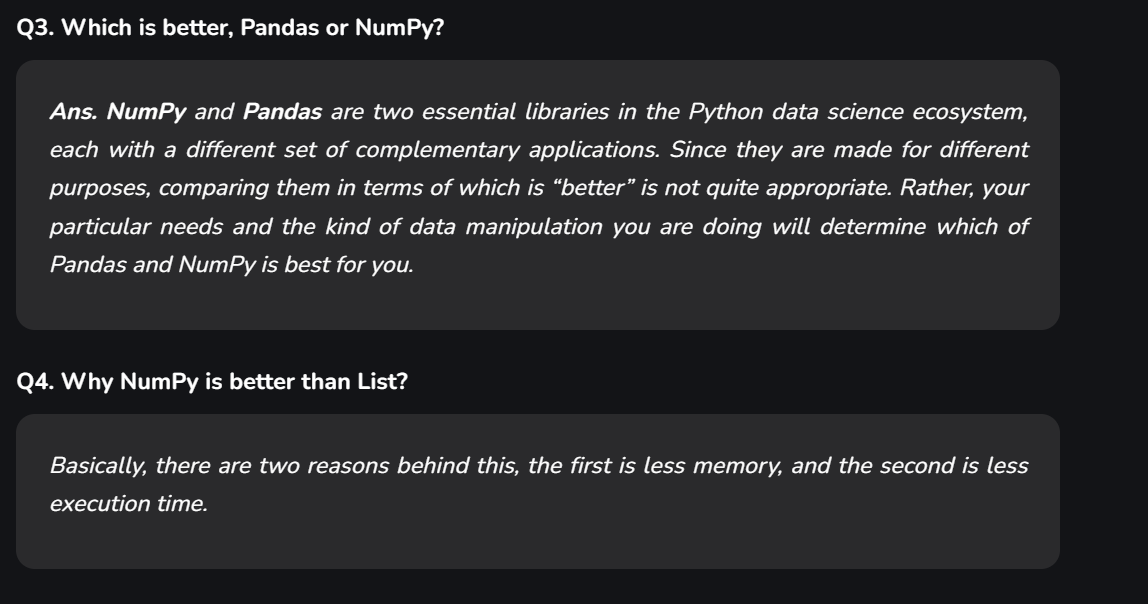 Q3. Which is better, Pandas or NumPy?
Ans. NumPy and Pandas are two essential libraries in the Python data science ecosystem,
each with a different set of complementary applications. Since they are made for different
purposes, comparing them in terms of which is “better” is not quite appropriate. Rather, your
particular needs and the kind of data manipulation you are doing will determine which of
Pandas and NumPy is best for you.
Q4. Why NumPy is better than List?
Basically, there are two reasons behind this, the first is less memory, and the second is less
execution time.